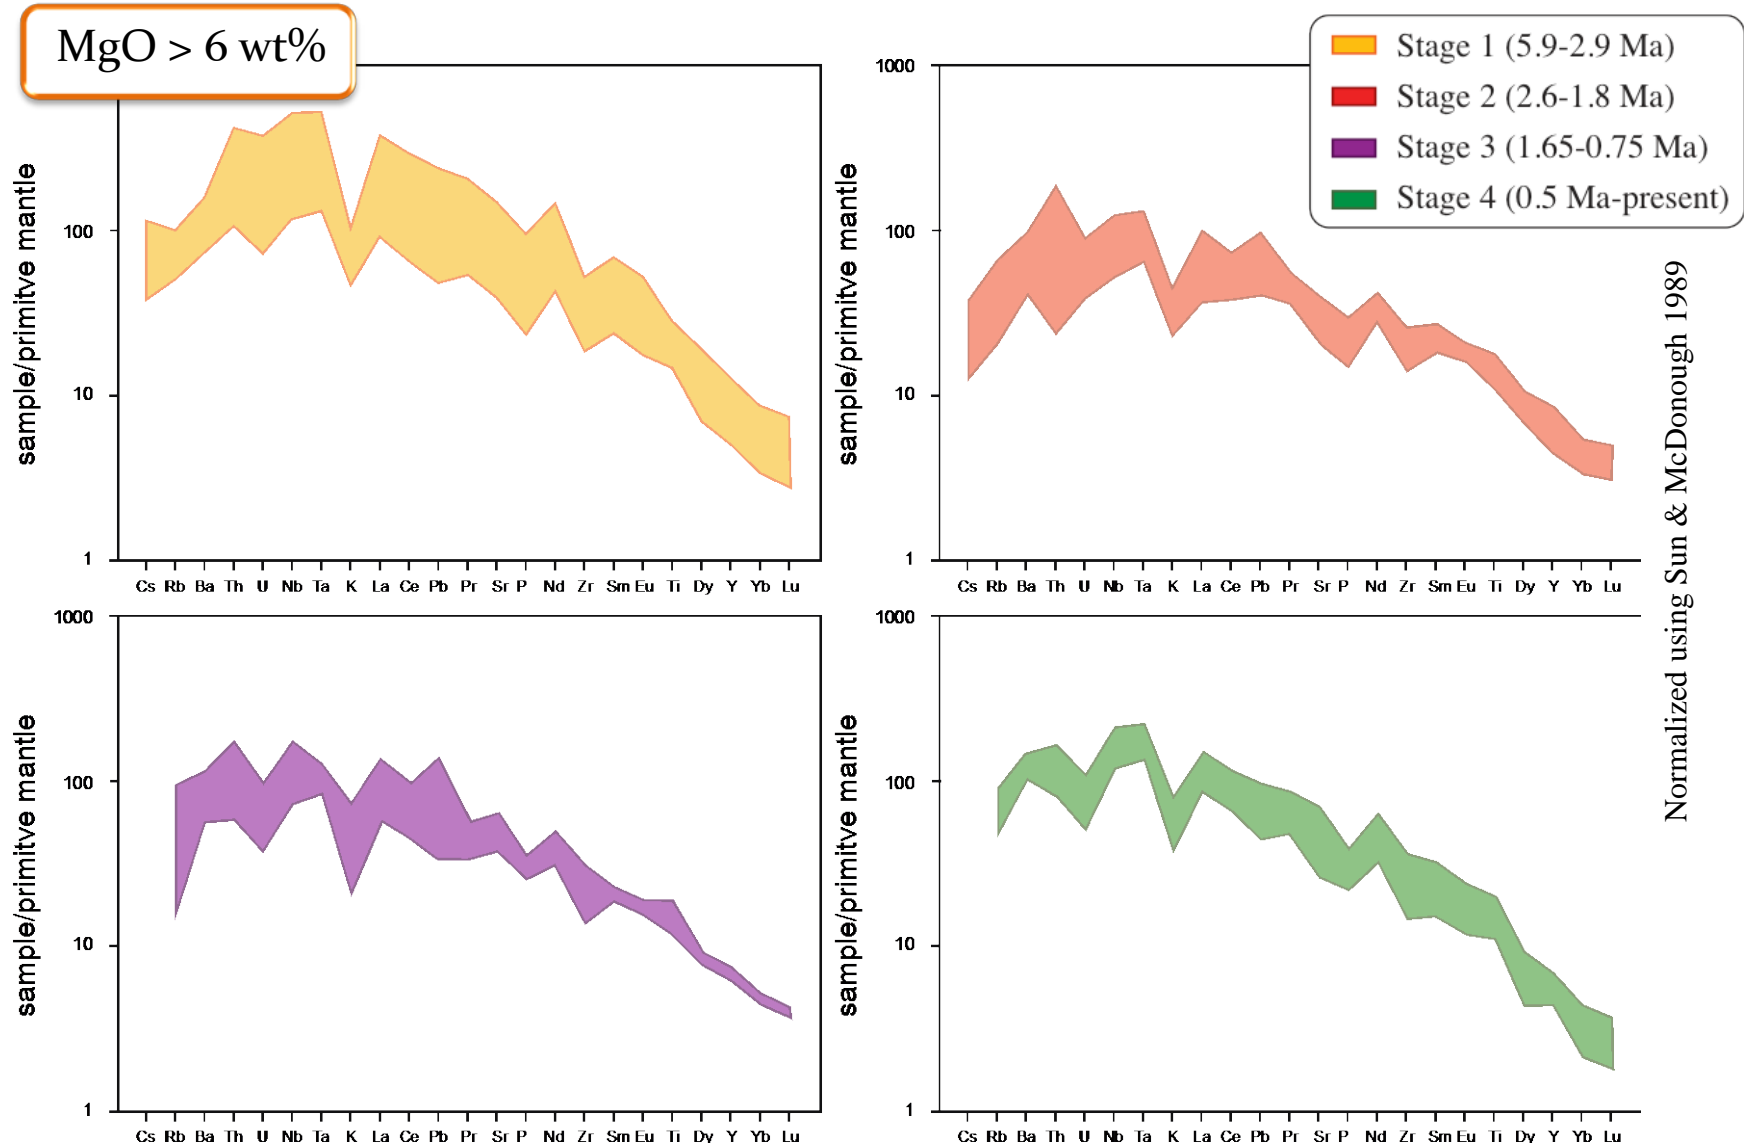 MgO > 6 wt%
Stage 1 (5.9-2.9 Ma)
Stage 2 (2.6-1.8 Ma)
Stage 3 (1.65-0.75 Ma)
Stage 4 (0.5 Ma-present)
sample/primitve mantle
100
10
1
Cs Rb Ba Th U Nb Ta K La Ce Pb Pr Sr P Nd Zr Sm Eu Ti Dy Y Yb Lu
sample/primitve mantle
1000
100
10
1
Cs Rb Ba Th U Nb Ta K La Ce Pb Pr Sr P Nd Zr Sm Eu Ti Dy Y Yb Lu
Normalized using Sun & McDonough 1989
sample/primitve mantle
1000
100
10
1
Cs Rb Ba Th U Nb Ta K La Ce Pb Pr Sr P Nd Zr Sm Eu Ti Dy Y Yb Lu
sample/primitve mantle
1000
100
10
1
Cs Rb Ba Th U Nb Ta K La Ce Pb Pr Sr P Nd Zr Sm Eu Ti Dy Y Yb Lu